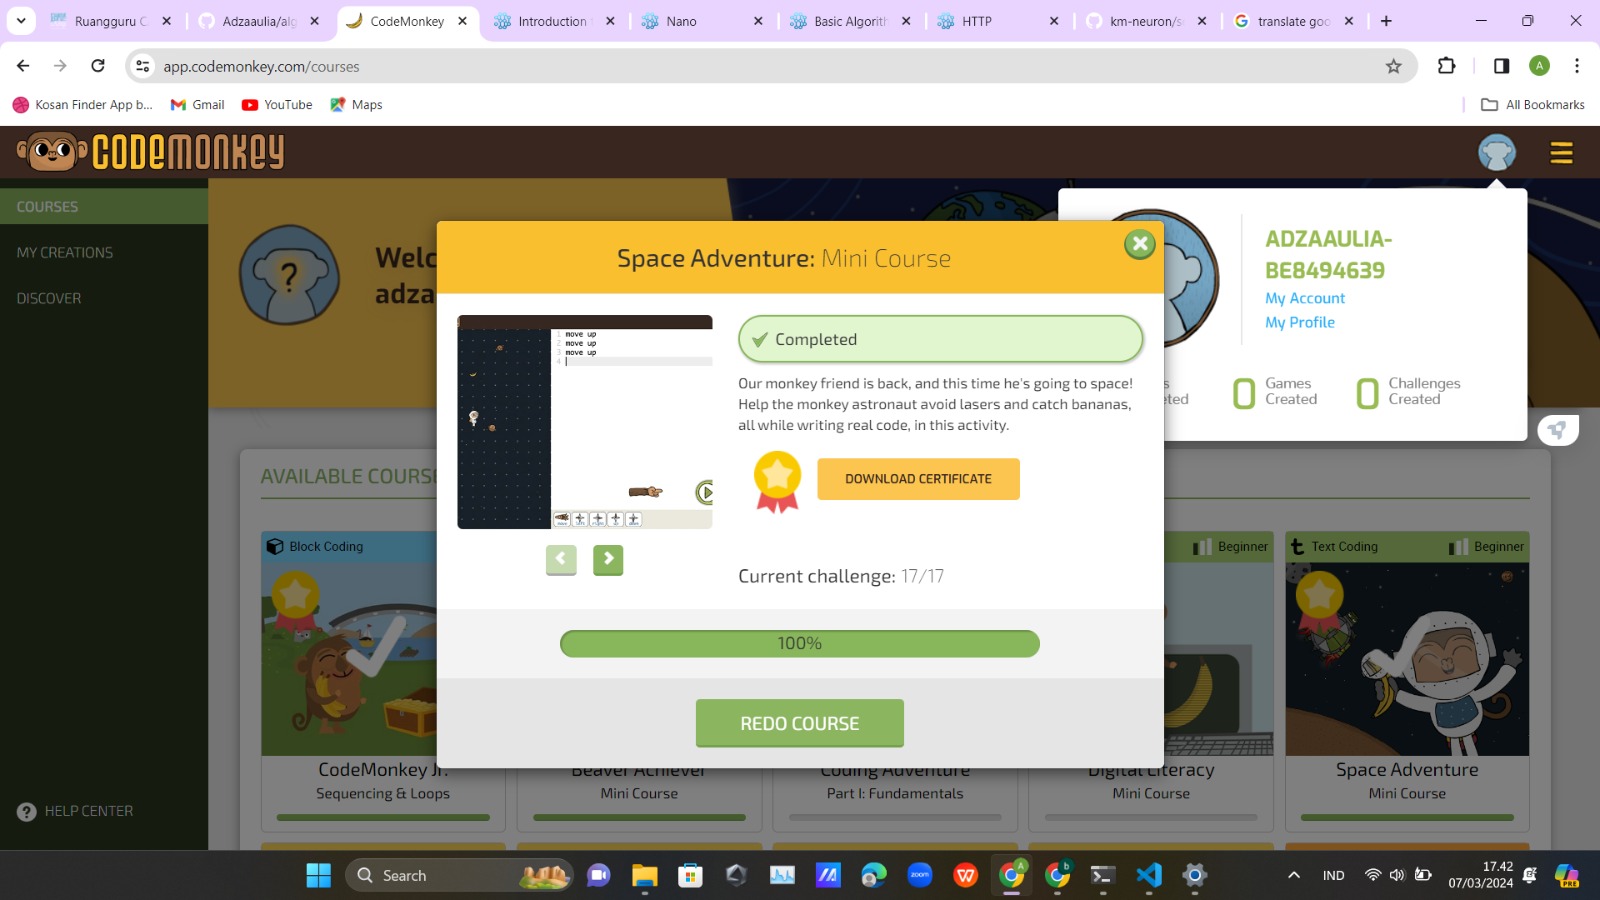 Ruangguru C
Adzaaulia/alg
CodeMonkey
Introduction
Nano
Basic Algorith
HTTP
km-neuron/s
translate goo
app.codemonkey.com/courses
A
Kosan Finder App b...
Gmail
YouTube
Maps
All Bookmarks
CODEMONKEY
COURSES
MY CREATIONS
DISCOVER
HELP CENTER
Welc
adza
ADZAAULIA-
BE8494639
My Account
My Profile
0 Games
Created
0 Challenges
Created
Space Adventure: Mini Course
1 move up
2 move up
3 move up
4
Completed
Our monkey friend is back, and this time he's going to space!
Help the monkey astronaut avoid lasers and catch bananas,
all while writing real code, in this activity.
DOWNLOAD CERTIFICATE
Current challenge: 17/17
100%
REDO COURSE
AVAILABLE COURSE
Block Coding
Beginner
Text Coding
Beginner
CodeMonkey Jr.
Sequencing & Loops
Beaver Achiever
Mini Course
Coding Adventure
Part I: Fundamentals
Digital Literacy
Mini Course
Space Adventure
Mini Course
Search
zoom
IND
17.42
07/03/2024
PRE